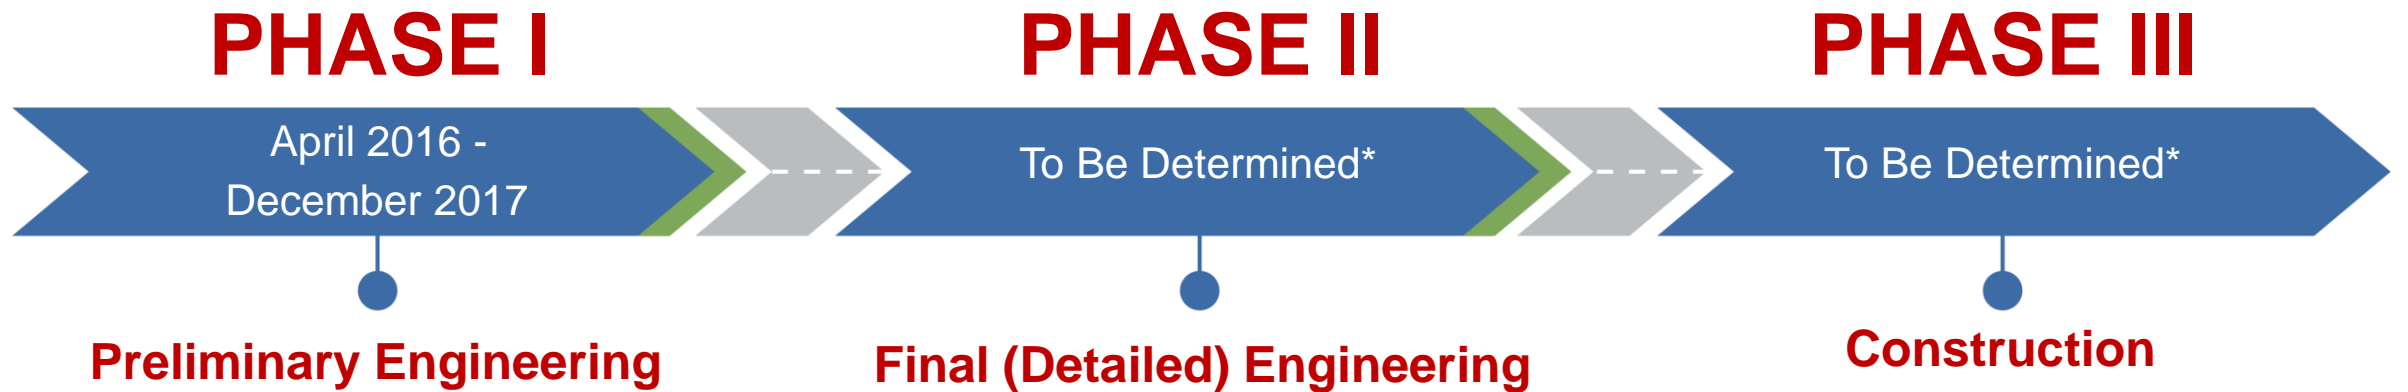 PHASE I
PHASE II
PHASE III
April 2016 -
December 2017
To Be Determined*
To Be Determined*
Preliminary Engineering
Final (Detailed) Engineering
Construction